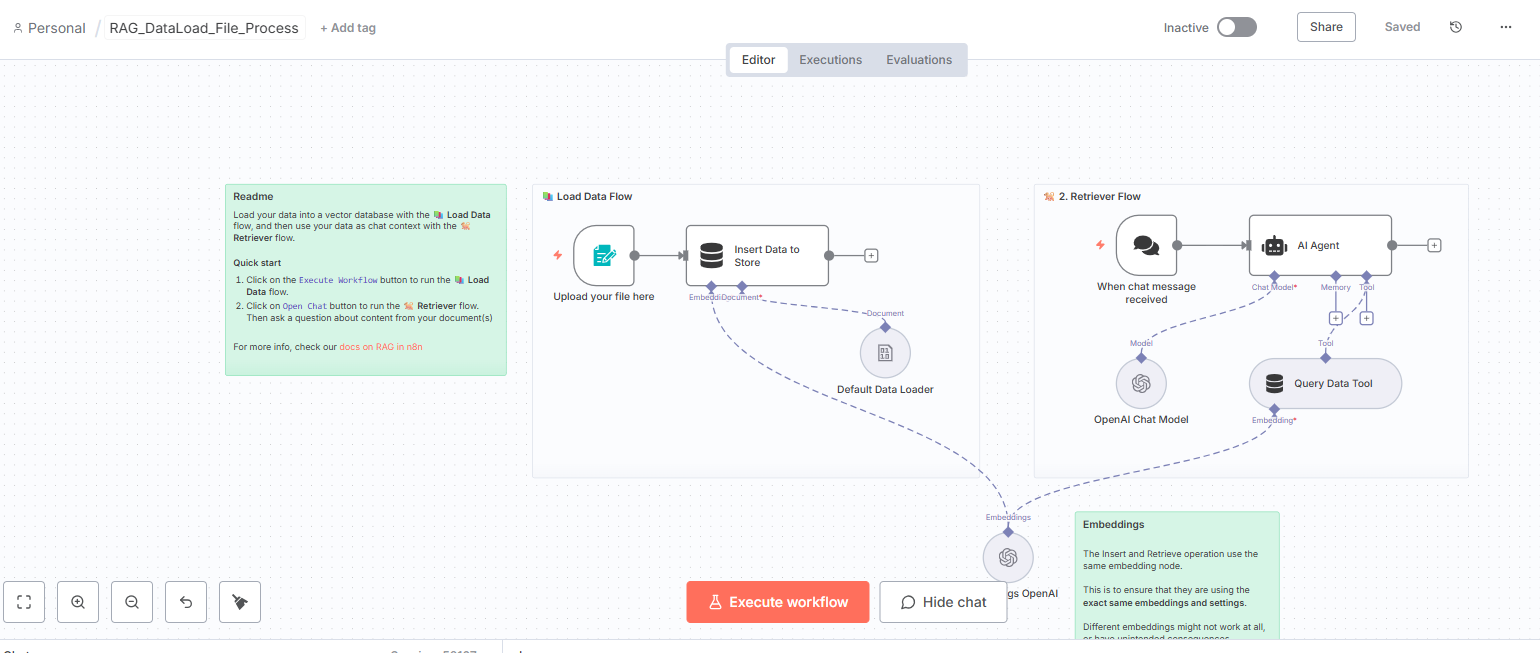 Personal / RAG_DataLoad_File_Process + Add tag
Inactive Share Saved
Editor Executions Evaluations
Readme
Load your data into a vector database with the 📚 Load Data
flow, and then use your data as chat context with the 🐕
Retriever flow.
Quick start
1. Click on the Execute Workflow button to run the 📚 Load
Data flow.
2. Click on Open Chat button to run the 🐕 Retriever flow.
Then ask a question about content from your document(s)
For more info, check our docs on RAG in n8n
📚 Load Data Flow
Upload your file here
Insert Data to
Store
Document*
Document
Default Data Loader
🐕 2. Retriever Flow
When chat message
received
AI Agent
Chat Model*
Memory
Tool
Model
OpenAI Chat Model
Tool
Query Data Tool
Embedding*
Embeddings
gs OpenAI
Embeddings
The Insert and Retrieve operation use the
same embedding node.
This is to ensure that they are using the
exact same embeddings and settings.
Different embeddings might not work at all,
or have unintended consequences.
Execute workflow
Hide chat